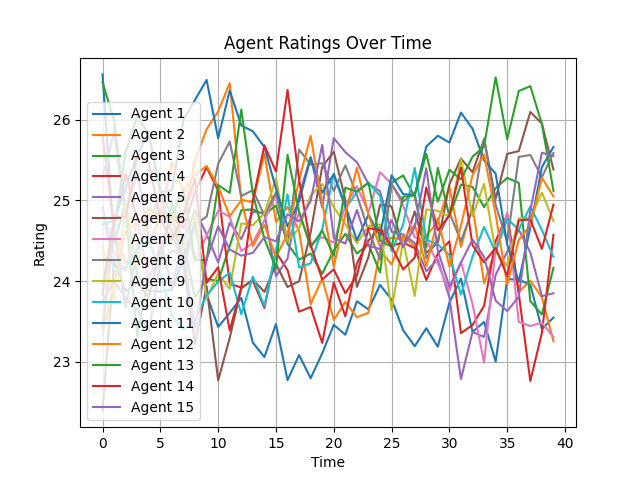 Agent Ratings Over Time
26
25
24
23
Rating
Agent 1
Agent 2
Agent 3
Agent 4
Agent 5
Agent 6
Agent 7
Agent 8
Agent 9
Agent 10
Agent 11
Agent 12
Agent 13
Agent 14
Agent 15
0 5 10 15 20 25 30 35 40
Time